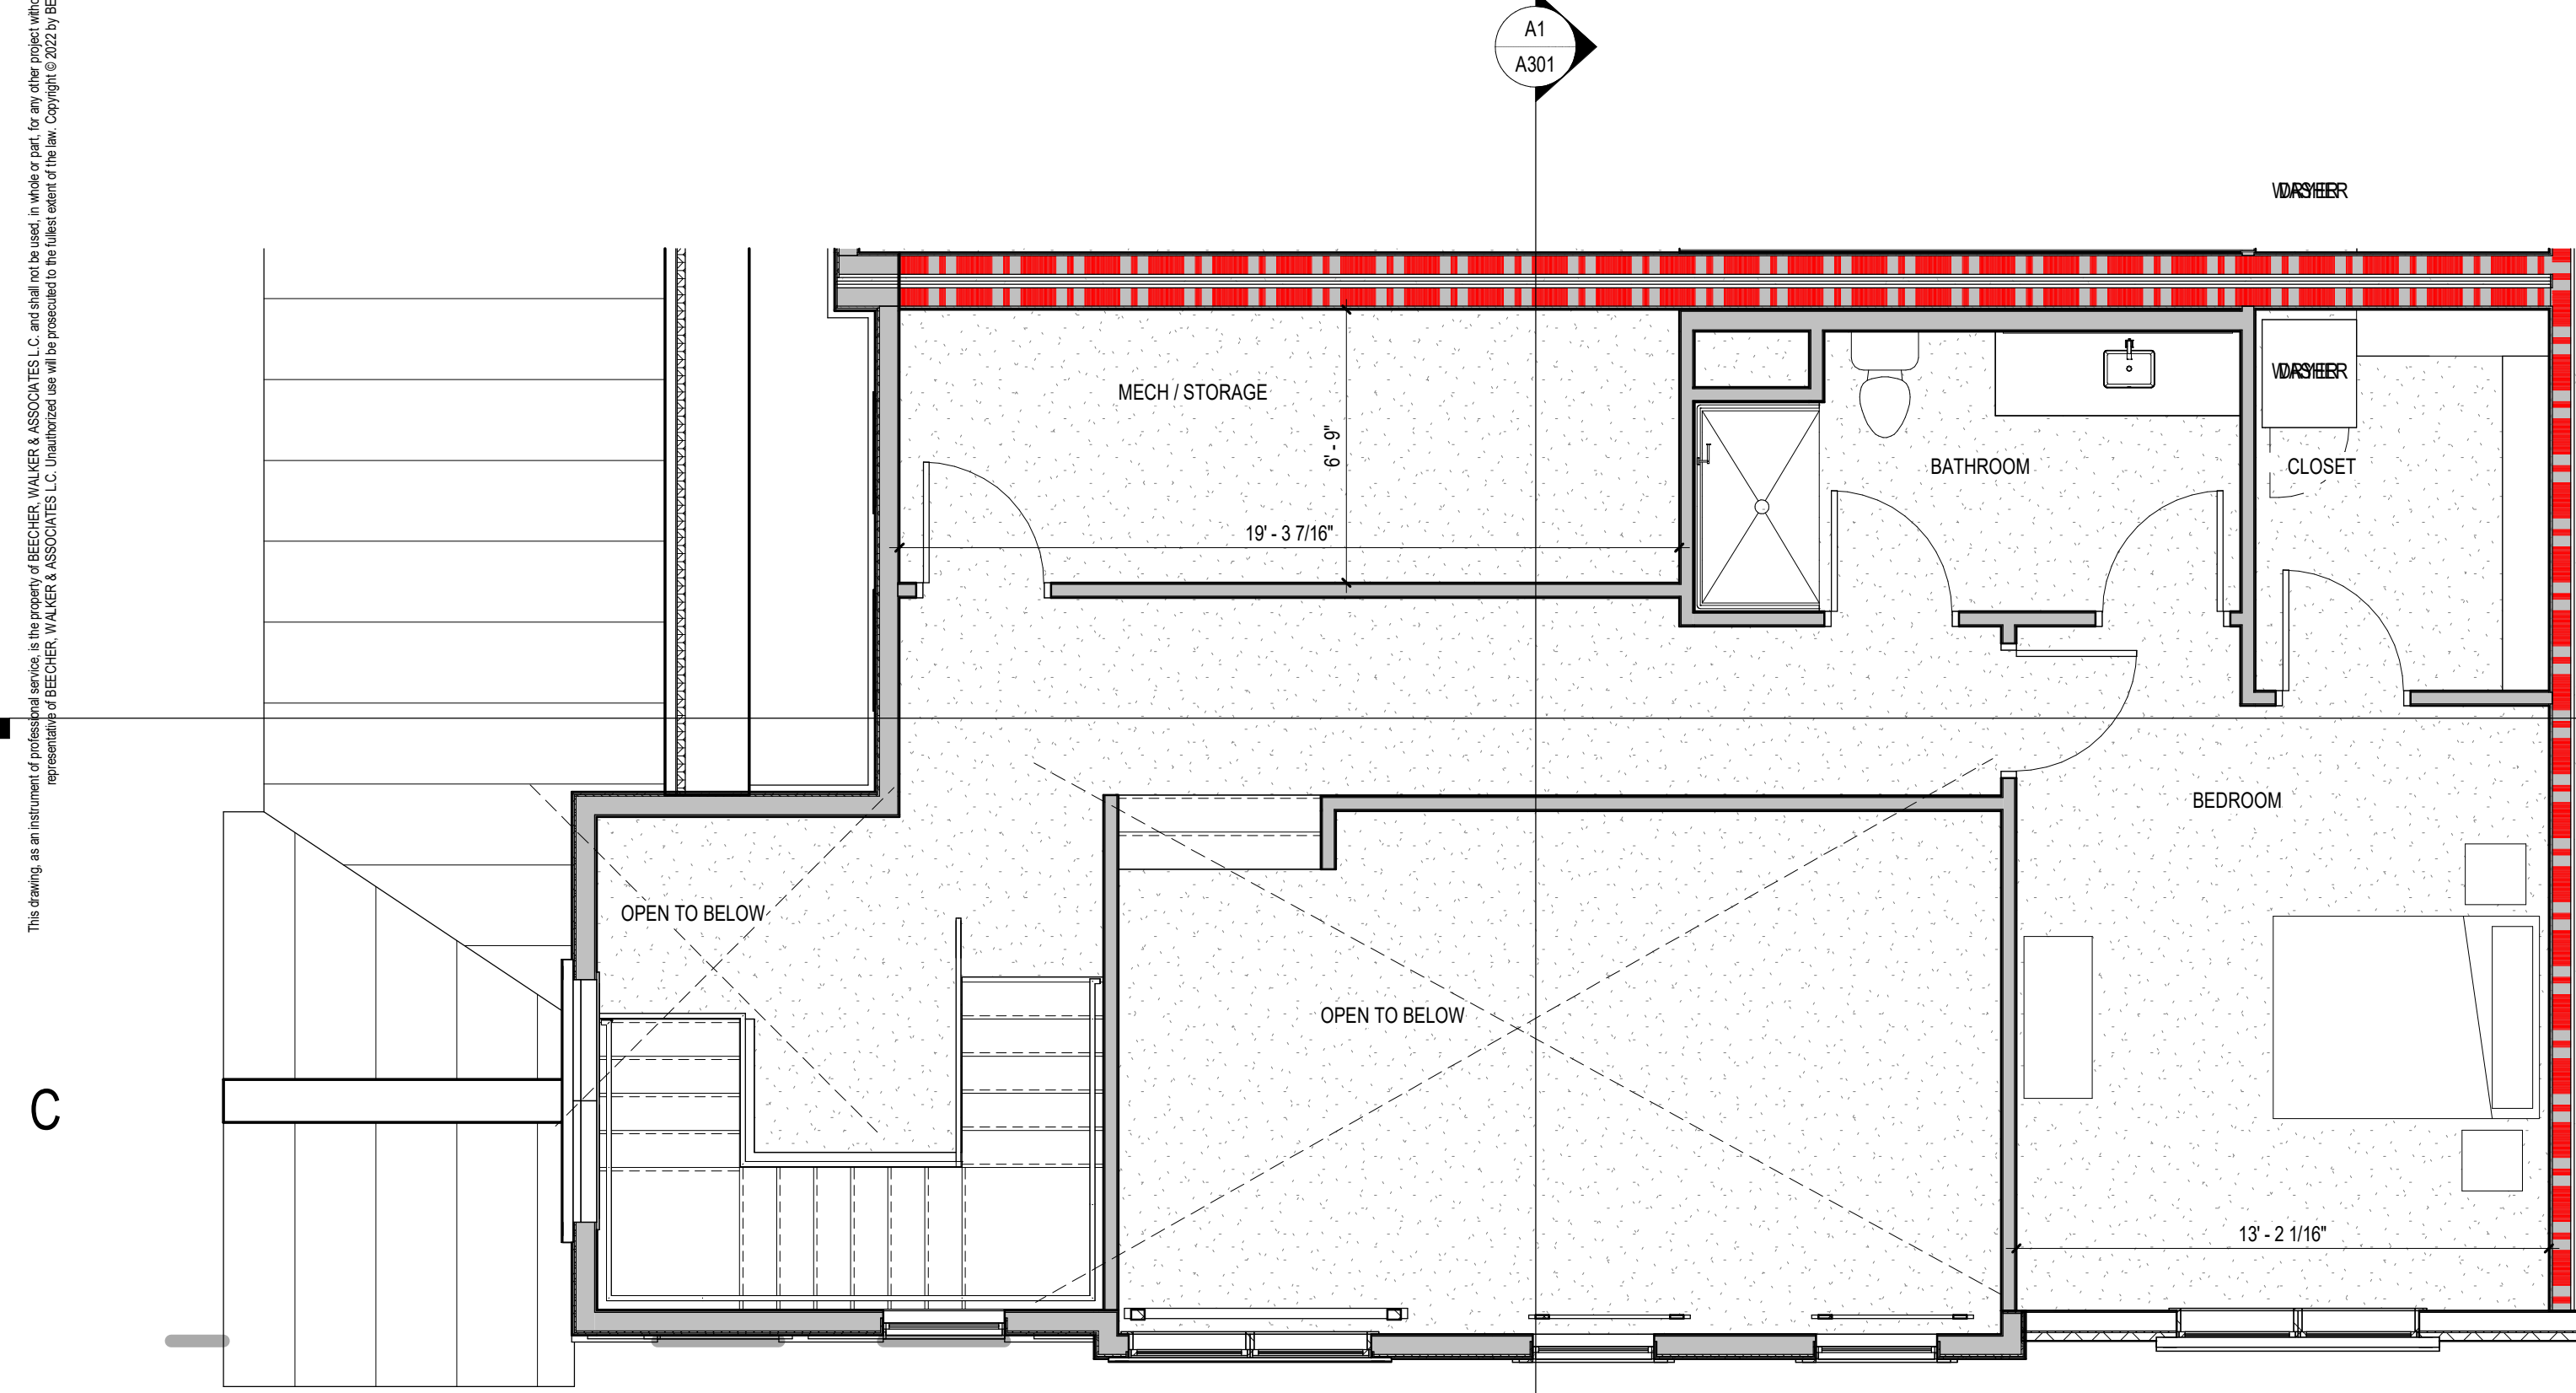 This drawing, as an instrument of professional service, is the property of BEECHER, WALKER & ASSOCIATES L.C. and shall not be used, in whole or part, for any other project
representative of BEECHER, WALKER & ASSOCIATES L.C. Unauthorized use will be prosecuted to the fullest extent of the law. Copyright © 2022 by
A1
A301
MECH / STORAGE
6' - 9"
19' - 3 7/16"
BATHROOM
CLOSET
BEDROOM
OPEN TO BELOW
OPEN TO BELOW
C
13' - 2 1/16"